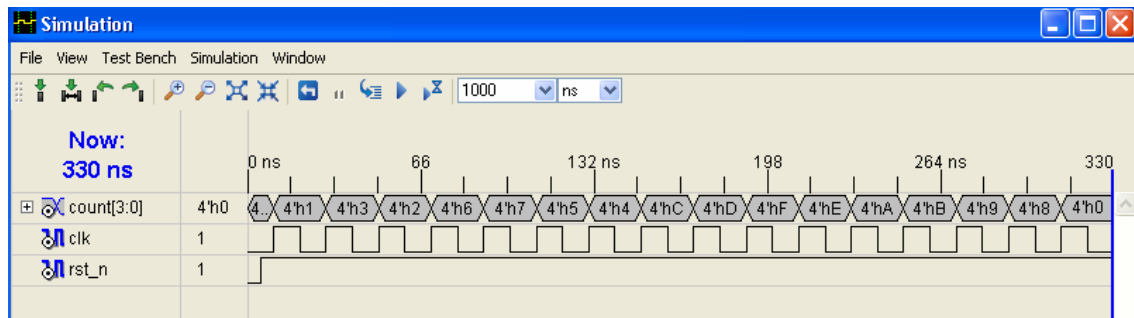 Simulation
File View Test Bench Simulation Window
1000 ns
Now:
330 ns
0 ns 66 132 ns 198 264 ns 330
count[3:0] 4'h0 4... 4'h1 4'h3 4'h2 4'h6 4'h7 4'h5 4'h4 4'hC 4'hD 4'hF 4'hE 4'hA 4'hB 4'h9 4'h8 4'h0
clk 1
rst_n 1